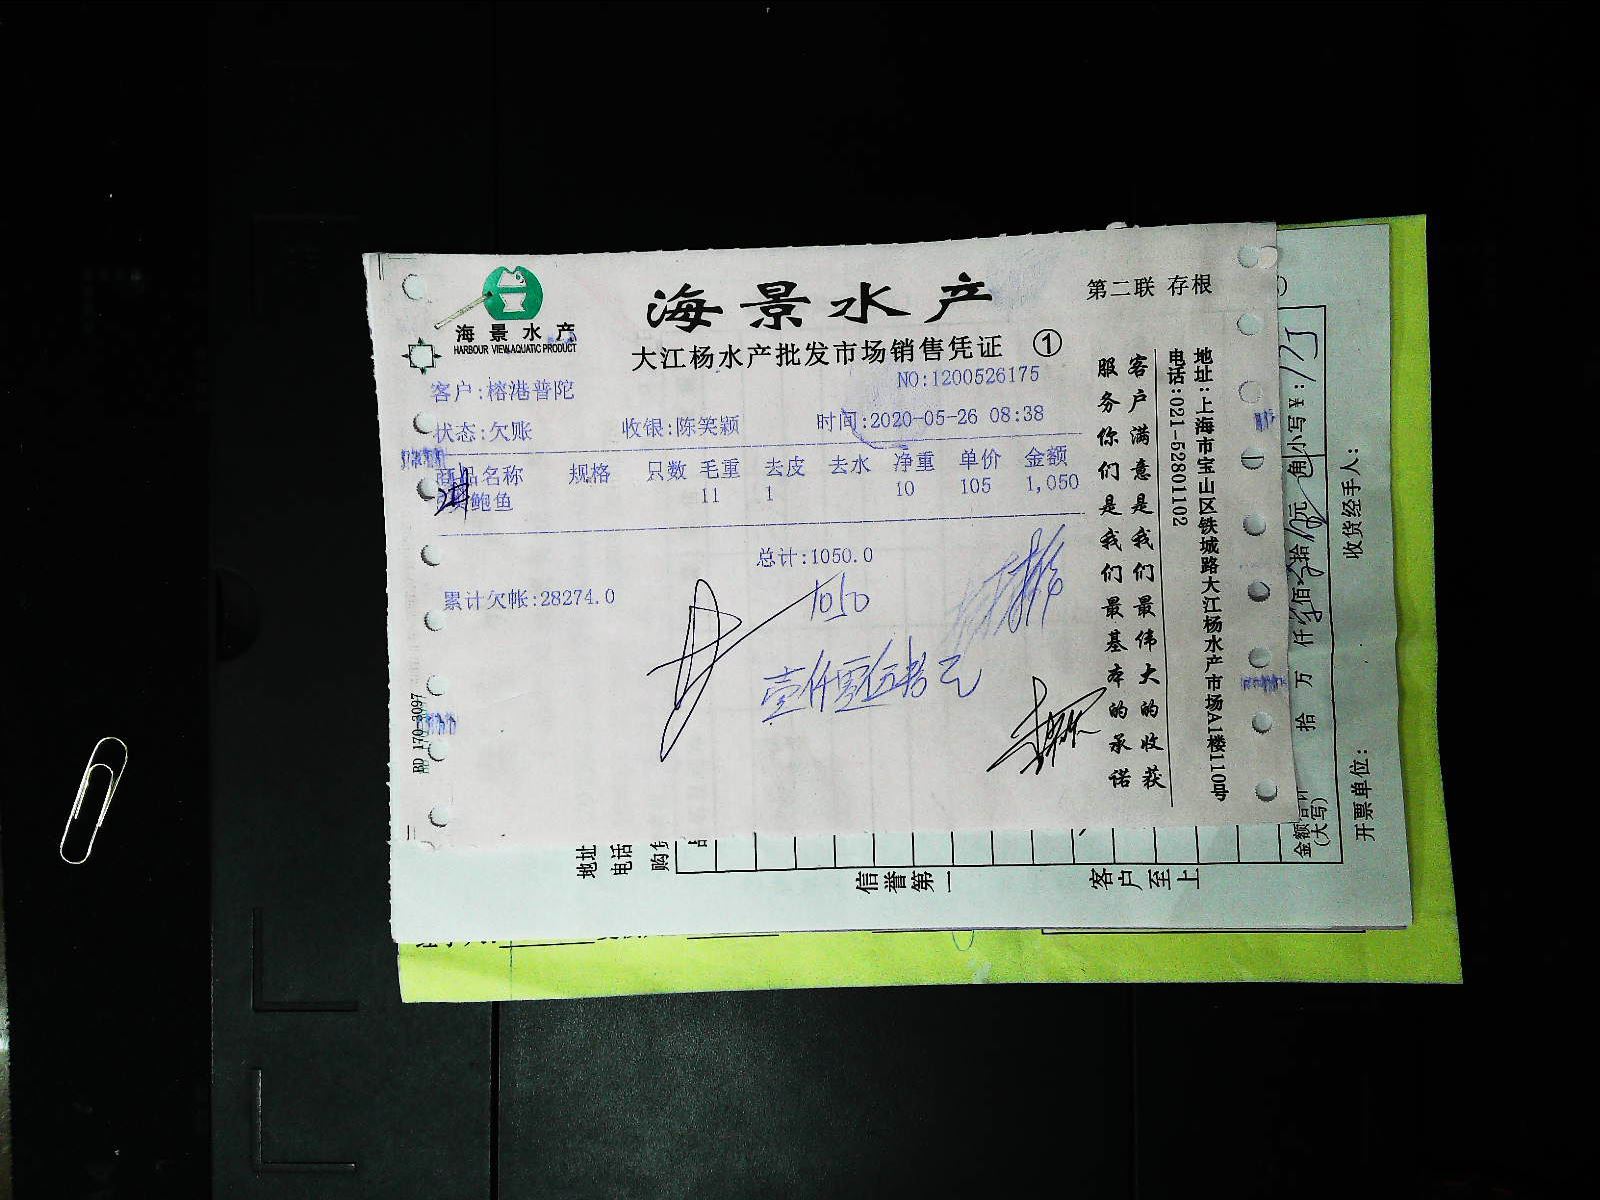 海景水产
HARBOUR VIEW AQUATIC PRODUCT
海景水产
第二联 存根
大江杨水产批发市场销售凭证 ①
NO:1200526175
客户:榕港普陀
状态:欠账 收银:陈笑颖 时间:2020-05-26 08:38
商品名称 规格 只数 毛重 去皮 去水 净重 单价 金额
鲍鱼 11 1 10 105 1,050
总计:1050.0
累计欠帐:28274.0
1050
壹仟零伍拾元
客户满意是我们最伟大的收获
服务你们是我们最基本的承诺
地址:上海市宝山区铁城路大江杨水产市场A1楼110号
电话:021-52801102
BD 170-3097
地址
电话
信誉第一
客户至上
金额合计
(大写)
拾 万 仟 佰 拾 元 角
小写¥:
开票单位:
收货经手人: